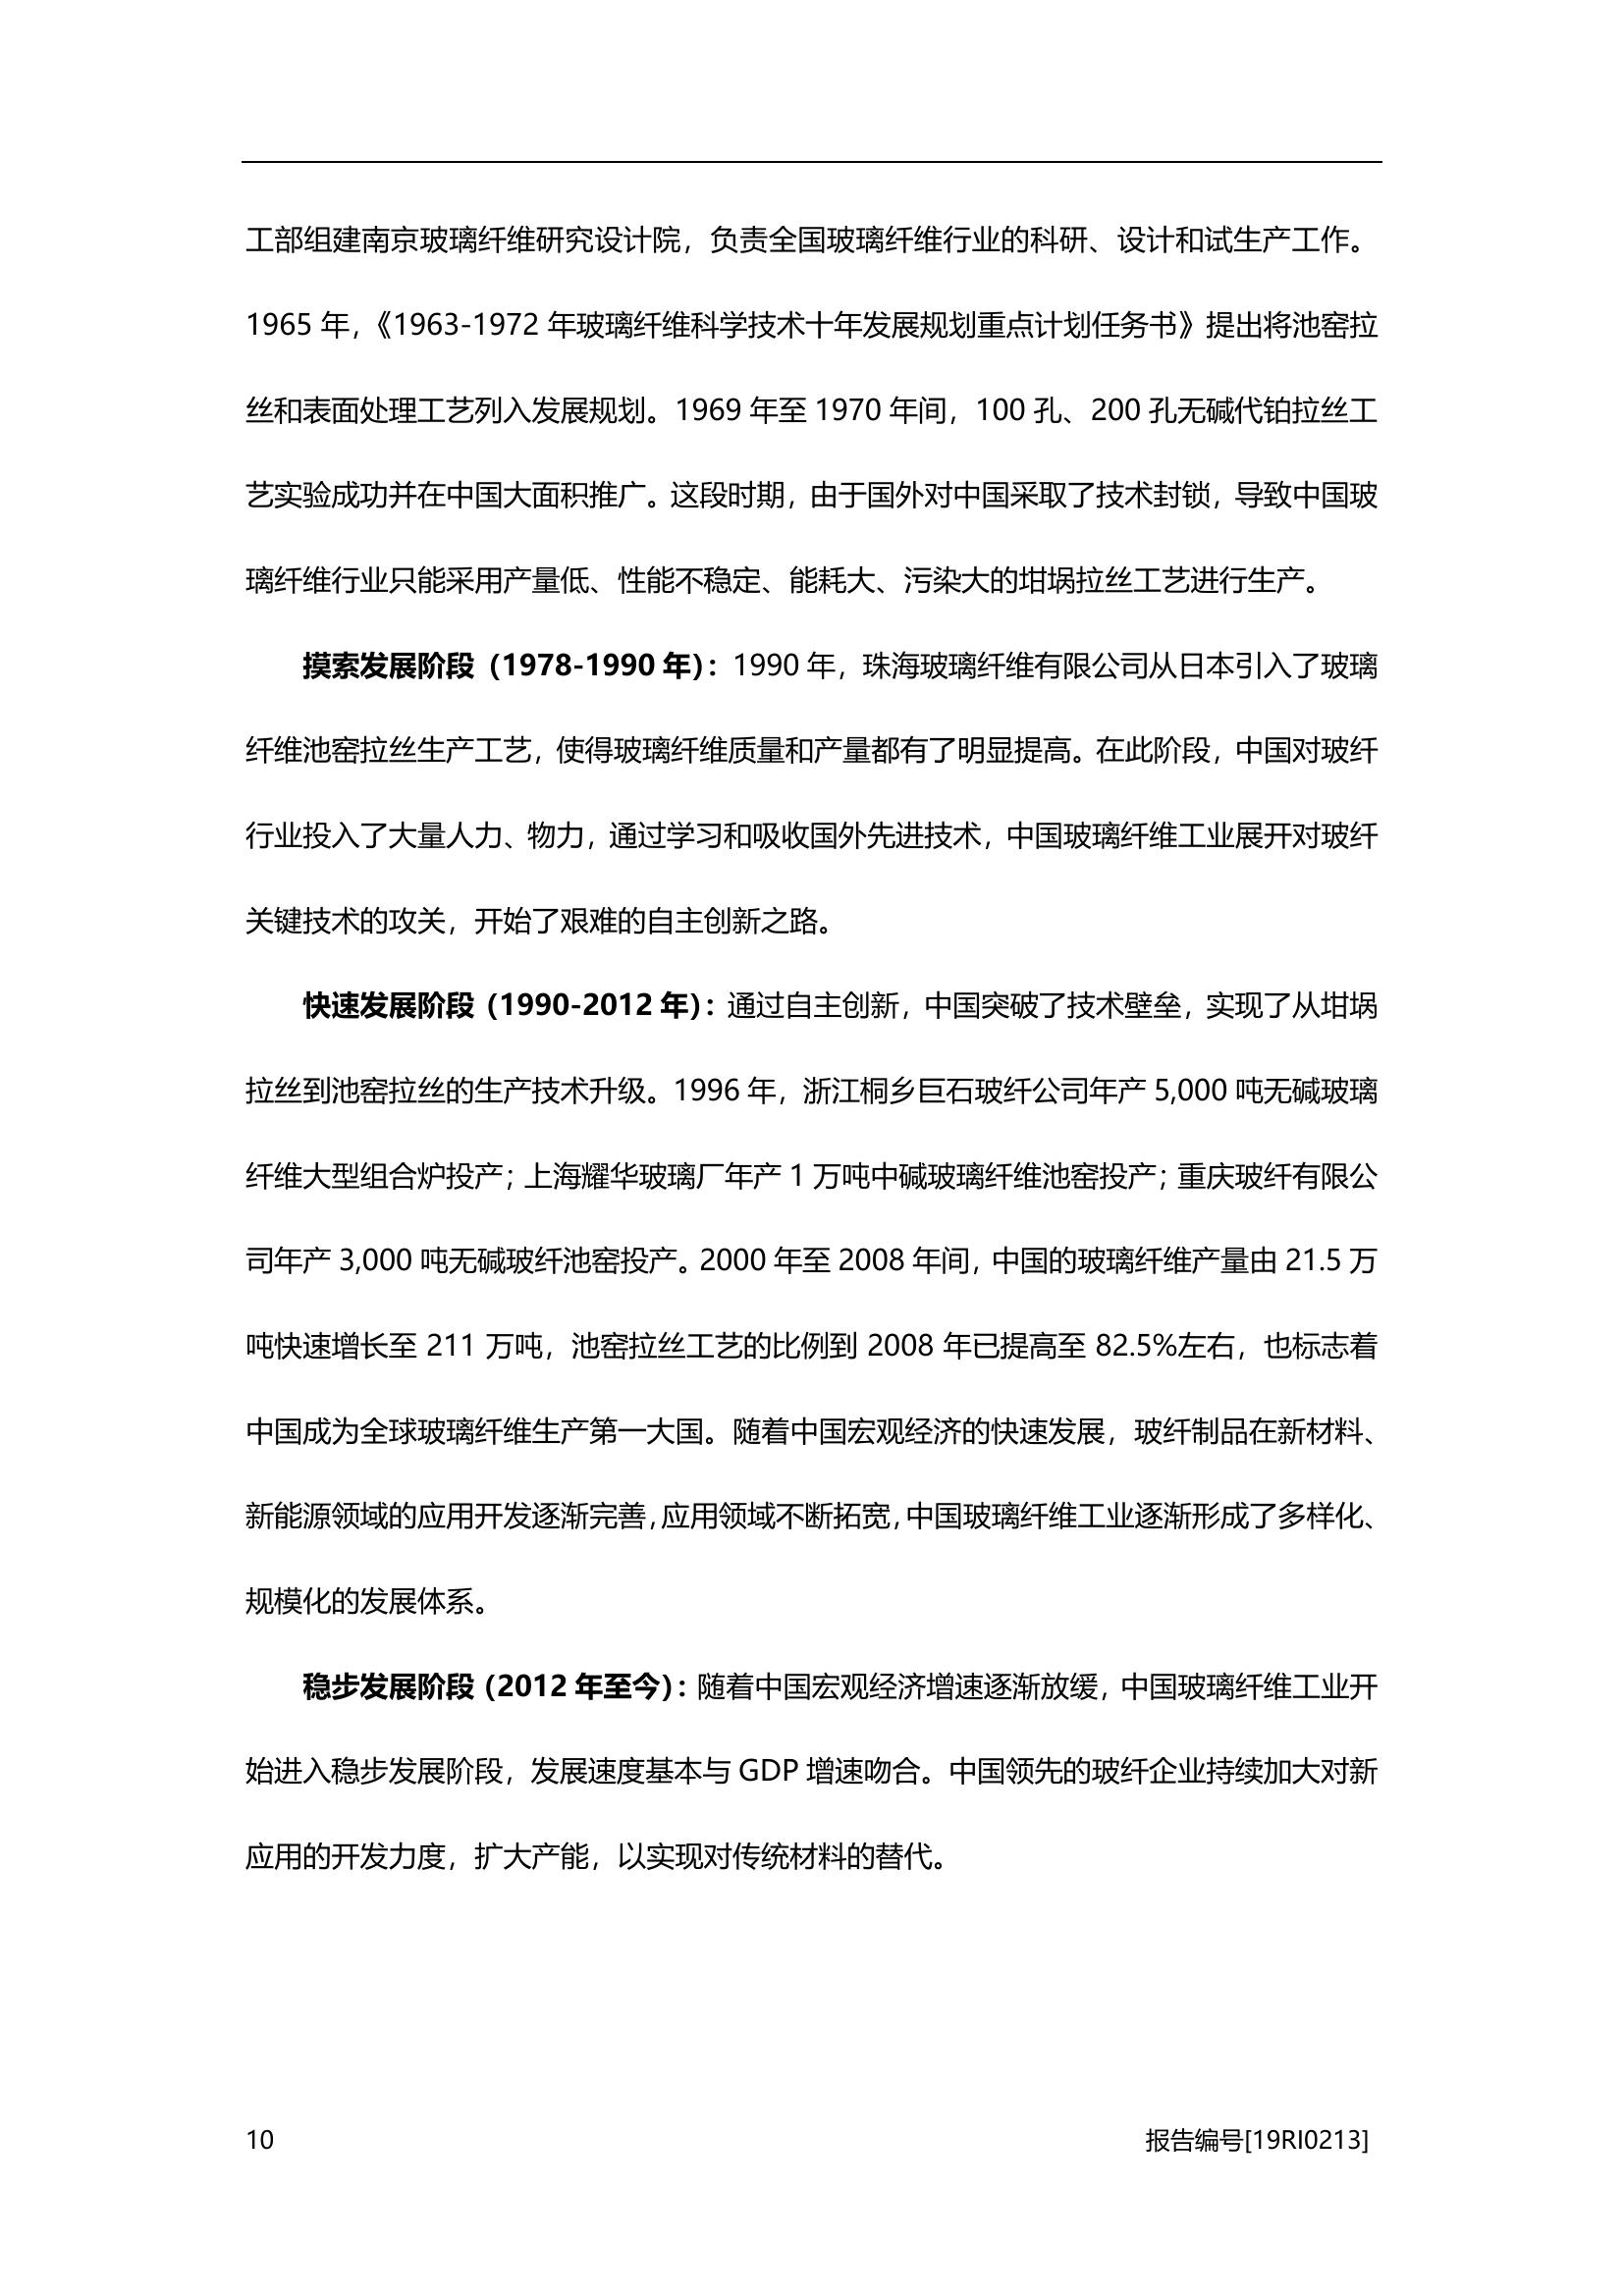 工部组建南京玻璃纤维研究设计院，负责全国玻璃纤维行业的科研、设计和试生产工作。
1965 年，《1963-1972 年玻璃纤维科学技术十年发展规划重点计划任务书》提出将池窑拉
丝和表面处理工艺列入发展规划。1969 年至 1970 年间，100 孔、200 孔无碱代铂拉丝工
艺实验成功并在中国大面积推广。这段时期，由于国外对中国采取了技术封锁，导致中国玻
璃纤维行业只能采用产量低、性能不稳定、能耗大、污染大的坩埚拉丝工艺进行生产。
摸索发展阶段（1978-1990 年）：1990 年，珠海玻璃纤维有限公司从日本引入了玻璃
纤维池窑拉丝生产工艺，使得玻璃纤维质量和产量都有了明显提高。在此阶段，中国对玻纤
行业投入了大量人力、物力，通过学习和吸收国外先进技术，中国玻璃纤维工业展开对玻纤
关键技术的攻关，开始了艰难的自主创新之路。
快速发展阶段（1990-2012 年）：通过自主创新，中国突破了技术壁垒，实现了从坩埚
拉丝到池窑拉丝的生产技术升级。1996 年，浙江桐乡巨石玻纤公司年产 5,000 吨无碱玻璃
纤维大型组合炉投产；上海耀华玻璃厂年产 1 万吨中碱玻璃纤维池窑投产；重庆玻纤有限公
司年产 3,000 吨无碱玻纤池窑投产。2000 年至 2008 年间，中国的玻璃纤维产量由 21.5 万
吨快速增长至 211 万吨，池窑拉丝工艺的比例到 2008 年已提高至 82.5%左右，也标志着
中国成为全球玻璃纤维生产第一大国。随着中国宏观经济的快速发展，玻纤制品在新材料、
新能源领域的应用开发逐渐完善，应用领域不断拓宽，中国玻璃纤维工业逐渐形成了多样化、
规模化的发展体系。
稳步发展阶段（2012 年至今）：随着中国宏观经济增速逐渐放缓，中国玻璃纤维工业开
始进入稳步发展阶段，发展速度基本与 GDP 增速吻合。中国领先的玻纤企业持续加大对新
应用的开发力度，扩大产能，以实现对传统材料的替代。
10 报告编号[19RI0213]